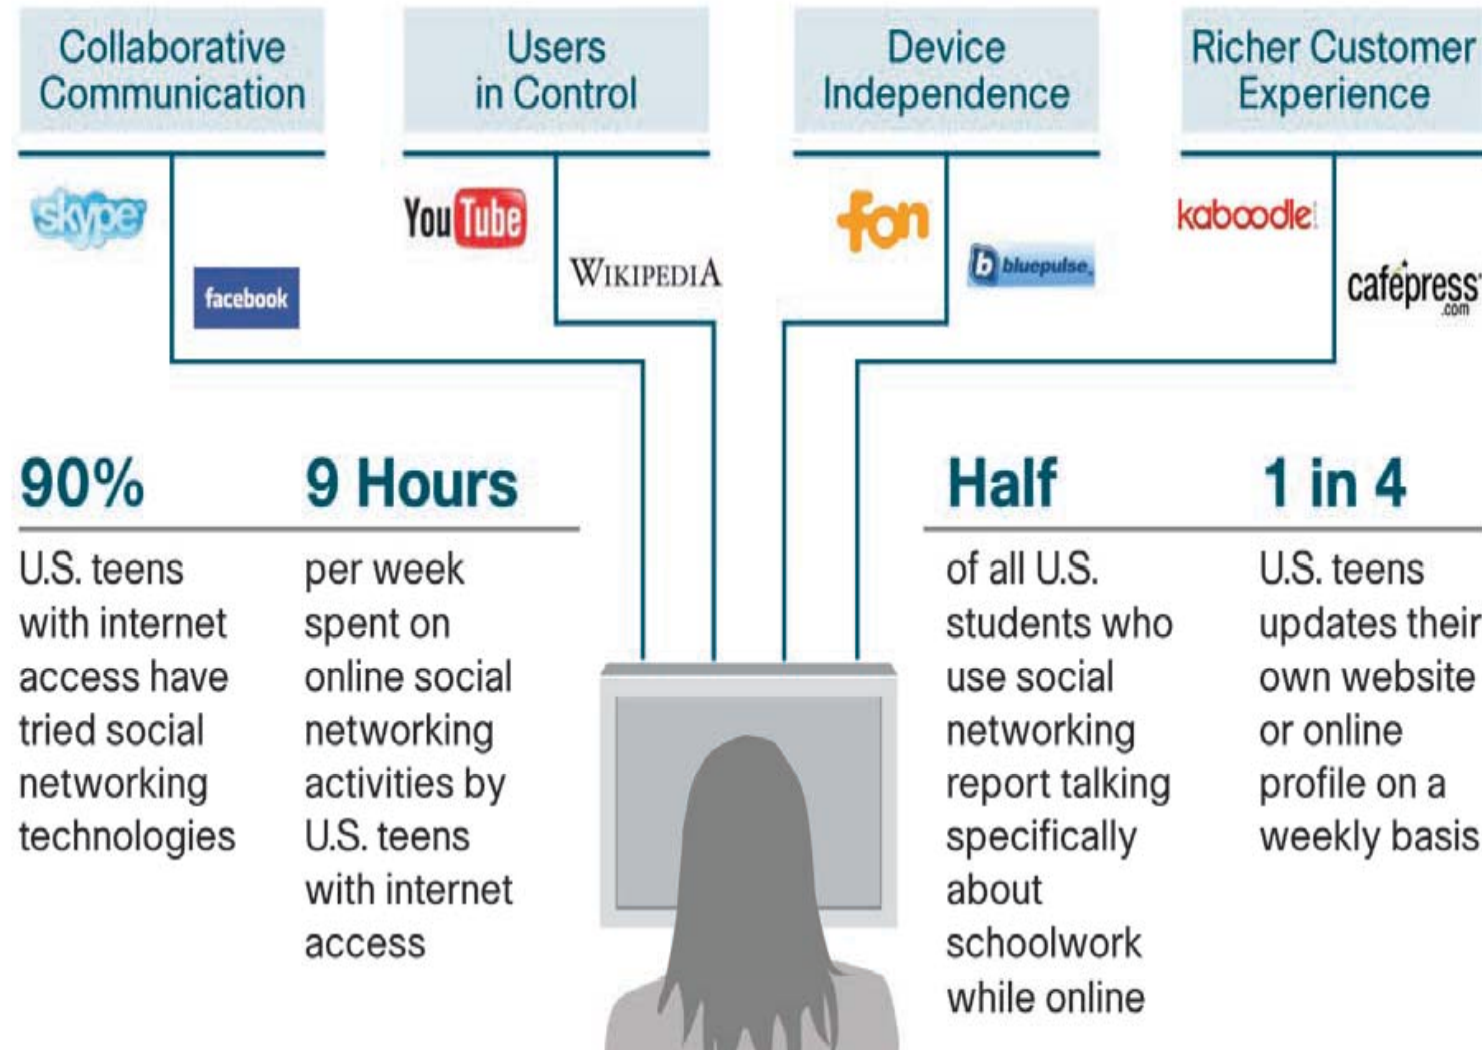 Collaborative
Communication
Users
in Control
Device
Independence
Richer Customer
Experience
skype
facebook
YouTube
WIKIPEDIA
fon
b bluepulse
kaboodle
cafepress
.com
90%
U.S. teens
with internet
access have
tried social
networking
technologies
9 Hours
per week
spent on
online social
networking
activities by
U.S. teens
with internet
access
Half
of all U.S.
students who
use social
networking
report talking
specifically
about
schoolwork
while online
1 in 4
U.S. teens
updates their
own website
or online
profile on a
weekly basis